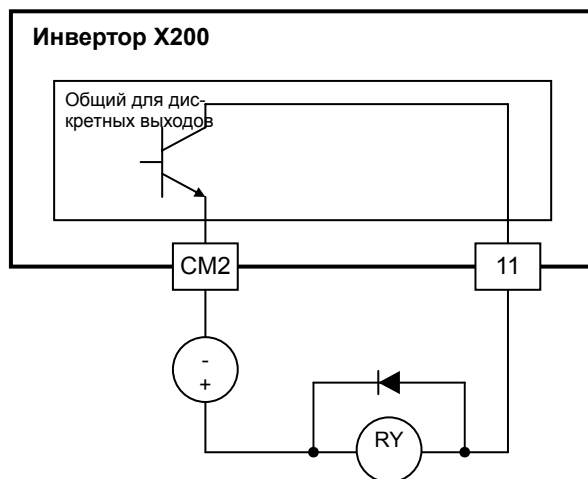 Инвертор X200
Общий для дис-
кретных выходов
CM2
11
-
+
RY